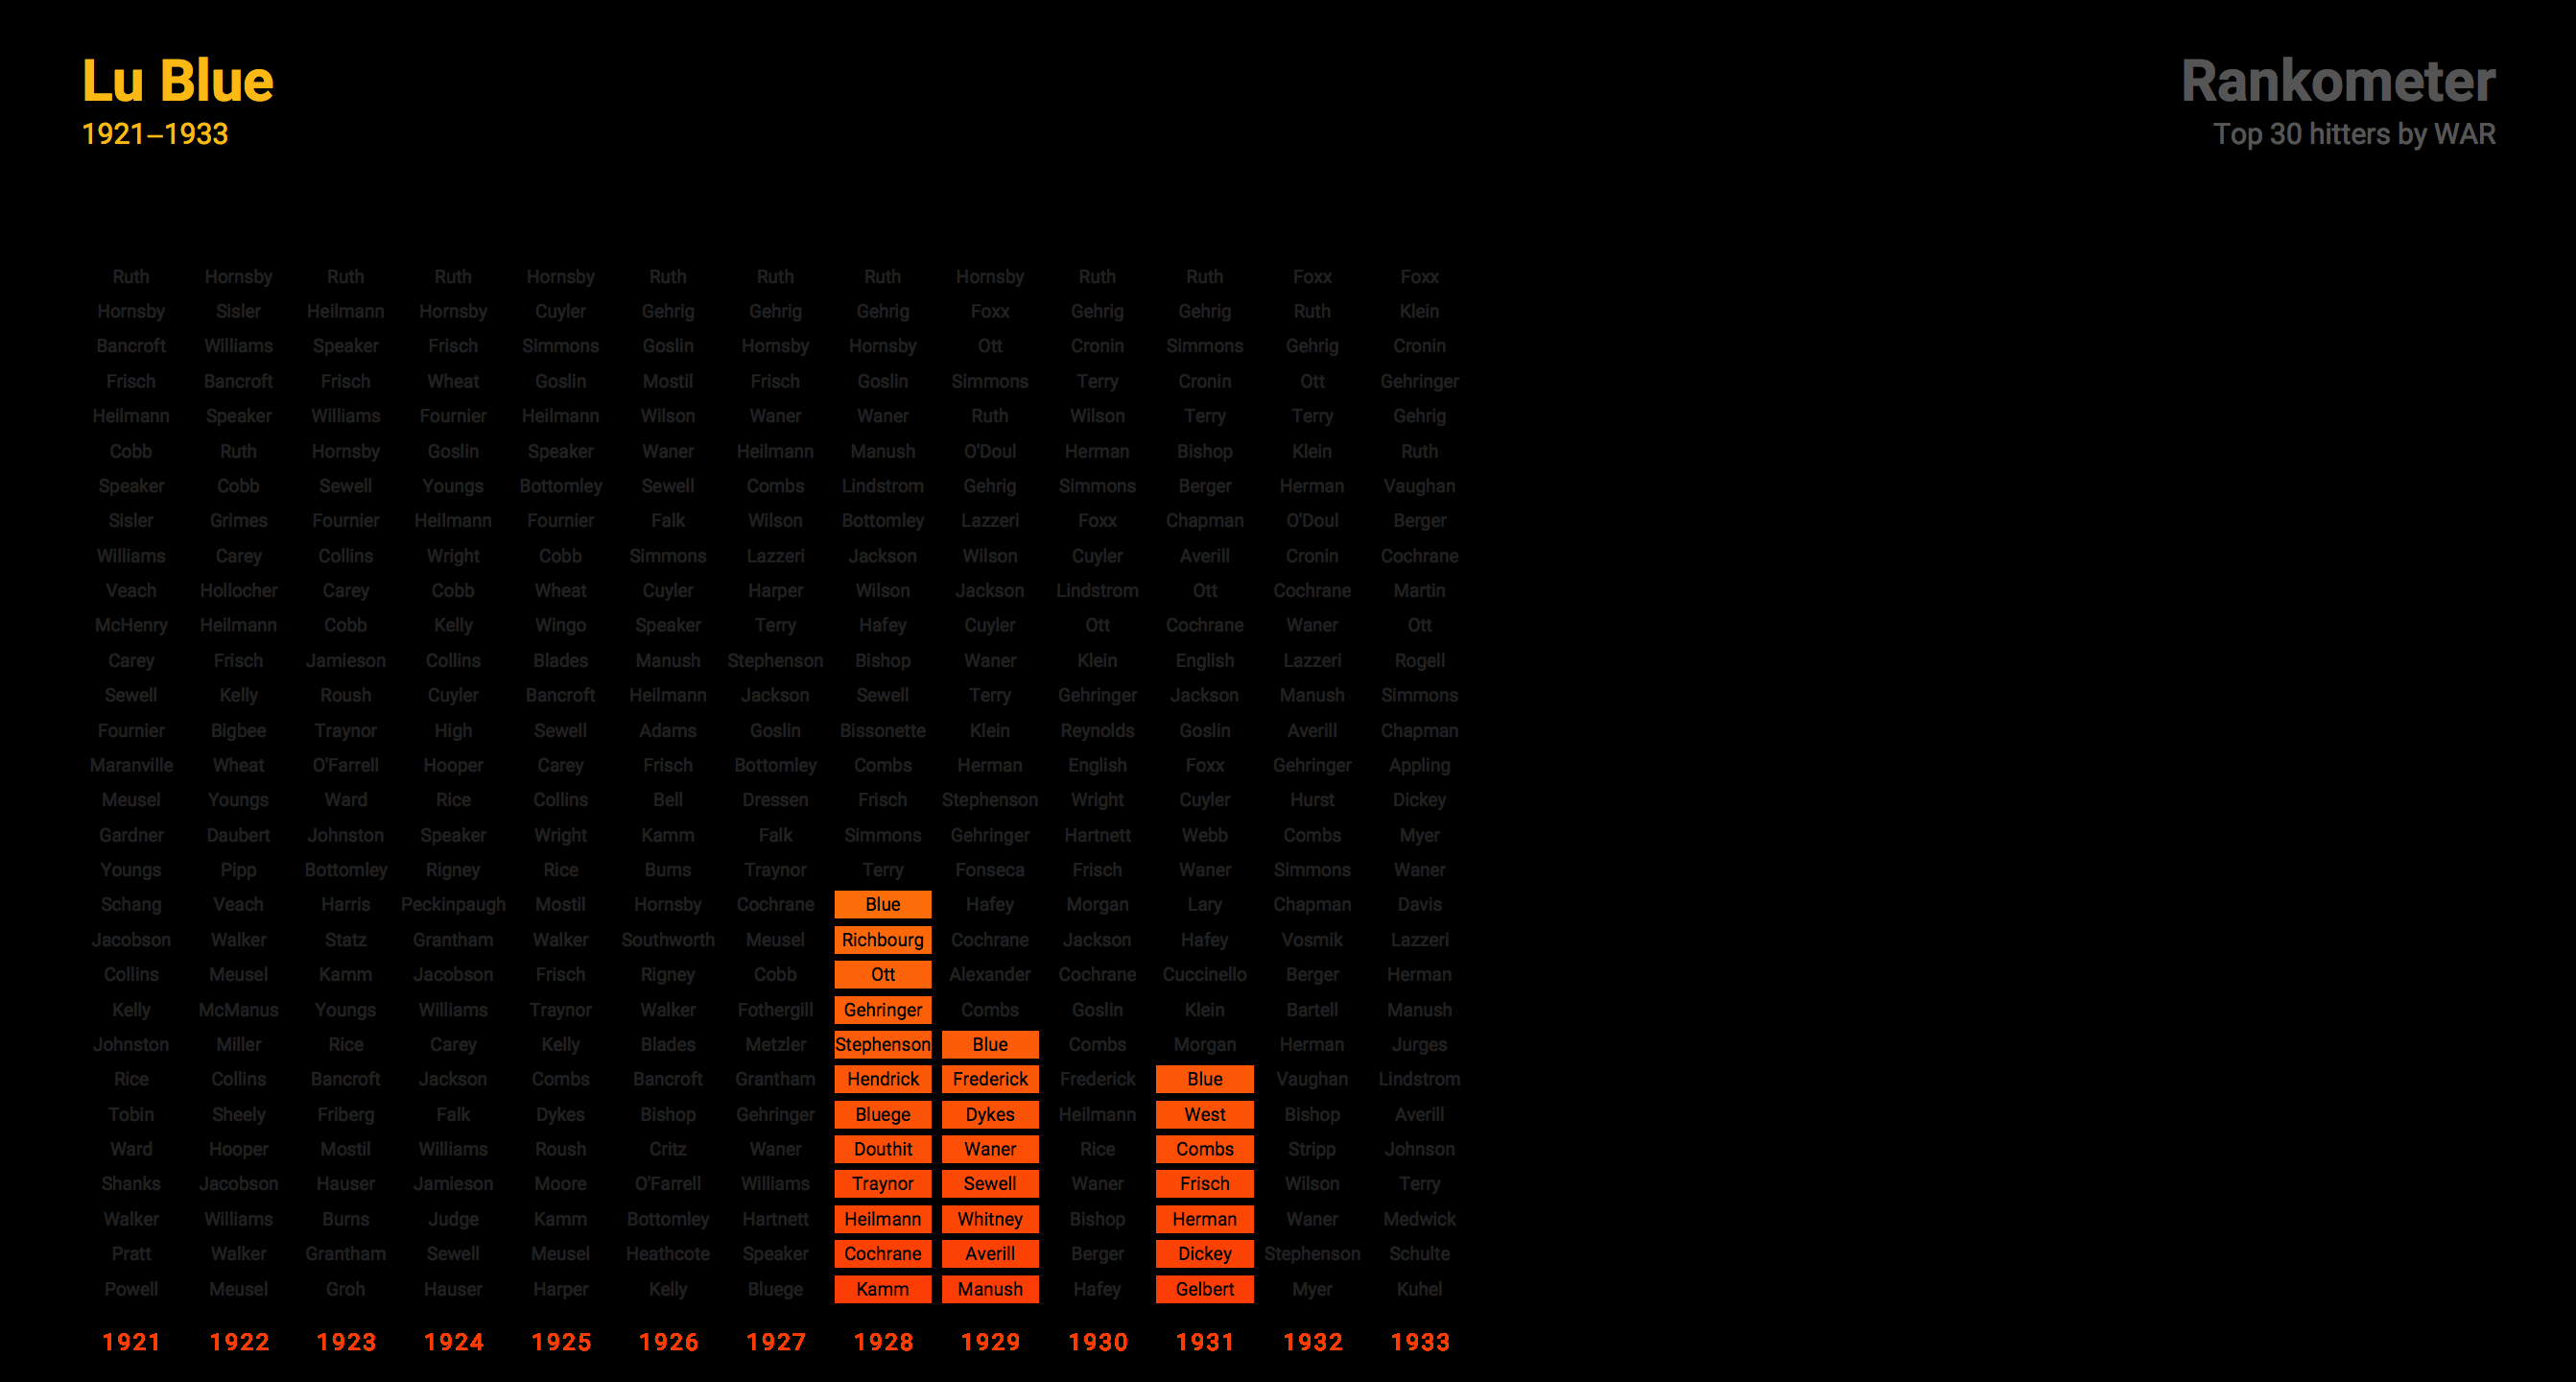 Lu Blue
1921–1933
Rankometer
Top 30 hitters by WAR
Ruth Hornsby Ruth Ruth Hornsby Ruth Ruth Ruth Hornsby Ruth Ruth Foxx Foxx
Hornsby Sisler Heilmann Hornsby Cuyler Gehrig Gehrig Gehrig Foxx Gehrig Gehrig Ruth Klein
Bancroft Williams Speaker Frisch Simmons Goslin Hornsby Hornsby Ott Cronin Simmons Gehrig Cronin
Frisch Bancroft Frisch Wheat Goslin Mostil Frisch Goslin Simmons Terry Cronin Ott Gehringer
Heilmann Speaker Williams Fournier Heilmann Wilson Waner Waner Ruth Wilson Terry Terry Gehrig
Cobb Ruth Hornsby Goslin Speaker Waner Heilmann Manush O'Doul Herman Bishop Klein Ruth
Speaker Cobb Sewell Youngs Bottomley Sewell Combs Lindstrom Gehrig Simmons Berger Herman Vaughan
Sisler Grimes Fournier Heilmann Fournier Falk Wilson Bottomley Lazzeri Foxx Chapman O'Doul Berger
Williams Carey Collins Wright Cobb Simmons Lazzeri Jackson Wilson Cuyler Averill Cronin Cochrane
Veach Hollocher Carey Cobb Wheat Cuyler Harper Wilson Jackson Lindstrom Ott Cochrane Martin
McHenry Heilmann Cobb Kelly Wingo Speaker Terry Hafey Cuyler Ott Cochrane Waner Ott
Carey Frisch Jamieson Collins Blades Manush Stephenson Bishop Waner Klein English Lazzeri Rogell
Sewell Kelly Roush Cuyler Bancroft Heilmann Jackson Sewell Terry Gehringer Jackson Manush Simmons
Fournier Bigbee Traynor High Sewell Adams Goslin Bissonette Klein Reynolds Goslin Averill Chapman
Maranville Wheat O'Farrell Hooper Carey Frisch Bottomley Combs Herman English Foxx Gehringer Appling
Meusel Youngs Ward Rice Collins Bell Dressen Frisch Stephenson Wright Cuyler Hurst Dickey
Gardner Daubert Johnston Speaker Wright Kamm Falk Simmons Gehringer Hartnett Webb Combs Myer
Youngs Pipp Bottomley Rigney Rice Burns Traynor Terry Fonseca Frisch Waner Simmons Waner
Schang Veach Harris Peckinpaugh Mostil Hornsby Cochrane Blue Hafey Morgan Lary Chapman Davis
Jacobson Walker Statz Grantham Walker Southworth Meusel Richbourg Cochrane Jackson Hafey Vosmik Lazzeri
Collins Meusel Kamm Jacobson Frisch Rigney Cobb Ott Alexander Cochrane Cuccinello Berger Herman
Kelly McManus Youngs Williams Traynor Walker Fothergill Gehringer Combs Goslin Klein Bartell Manush
Johnston Miller Rice Carey Kelly Blades Metzler Stephenson Blue Combs Morgan Herman Jurges
Rice Collins Bancroft Jackson Combs Bancroft Grantham Hendrick Frederick Frederick Blue Vaughan Lindstrom
Tobin Sheely Friberg Falk Dykes Bishop Gehringer Bluege Dykes Heilmann West Bishop Averill
Ward Hooper Mostil Williams Roush Critz Waner Douthit Waner Rice Combs Stripp Johnson
Shanks Jacobson Hauser Jamieson Moore O'Farrell Williams Traynor Sewell Waner Frisch Wilson Terry
Walker Williams Burns Judge Kamm Bottomley Hartnett Heilmann Whitney Bishop Herman Waner Medwick
Pratt Walker Grantham Sewell Meusel Heathcote Speaker Cochrane Averill Berger Dickey Stephenson Schulte
Powell Meusel Groh Hauser Harper Kelly Bluege Kamm Manush Hafey Gelbert Myer Kuhel
1921 1922 1923 1924 1925 1926 1927 1928 1929 1930 1931 1932 1933